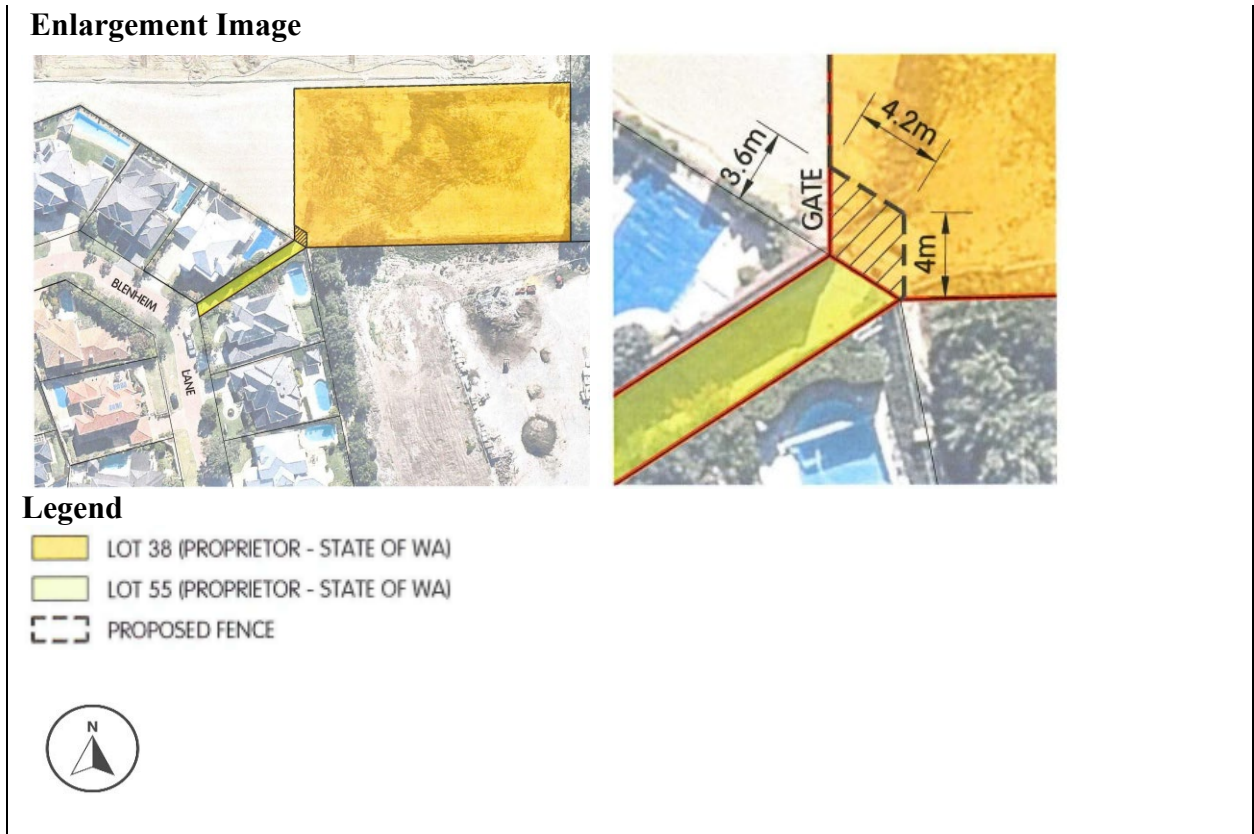 Enlargement Image
BLENHEIM
LANE
GATE
3.6m
4.2m
4m
Legend
LOT 38 (PROPRIETOR - STATE OF WA)
LOT 55 (PROPRIETOR - STATE OF WA)
PROPOSED FENCE
N